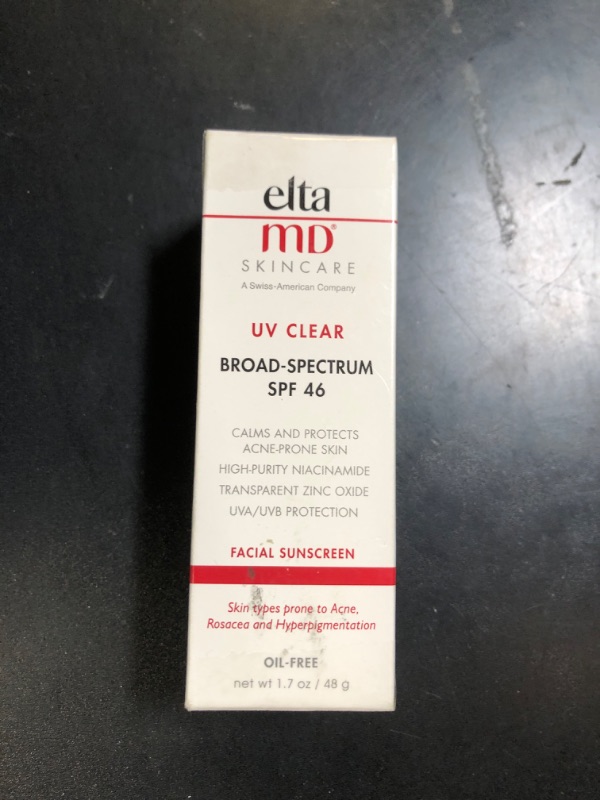 elta
MD®
SKINCARE
A Swiss-American Company
UV CLEAR
BROAD-SPECTRUM
SPF 46
CALMS AND PROTECTS
ACNE-PRONE SKIN
HIGH-PURITY NIACINAMIDE
TRANSPARENT ZINC OXIDE
UVA/UVB PROTECTION
FACIAL SUNSCREEN
Skin types prone to Acne,
Rosacea and Hyperpigmentation
OIL-FREE
net wt 1.7 oz / 48 g